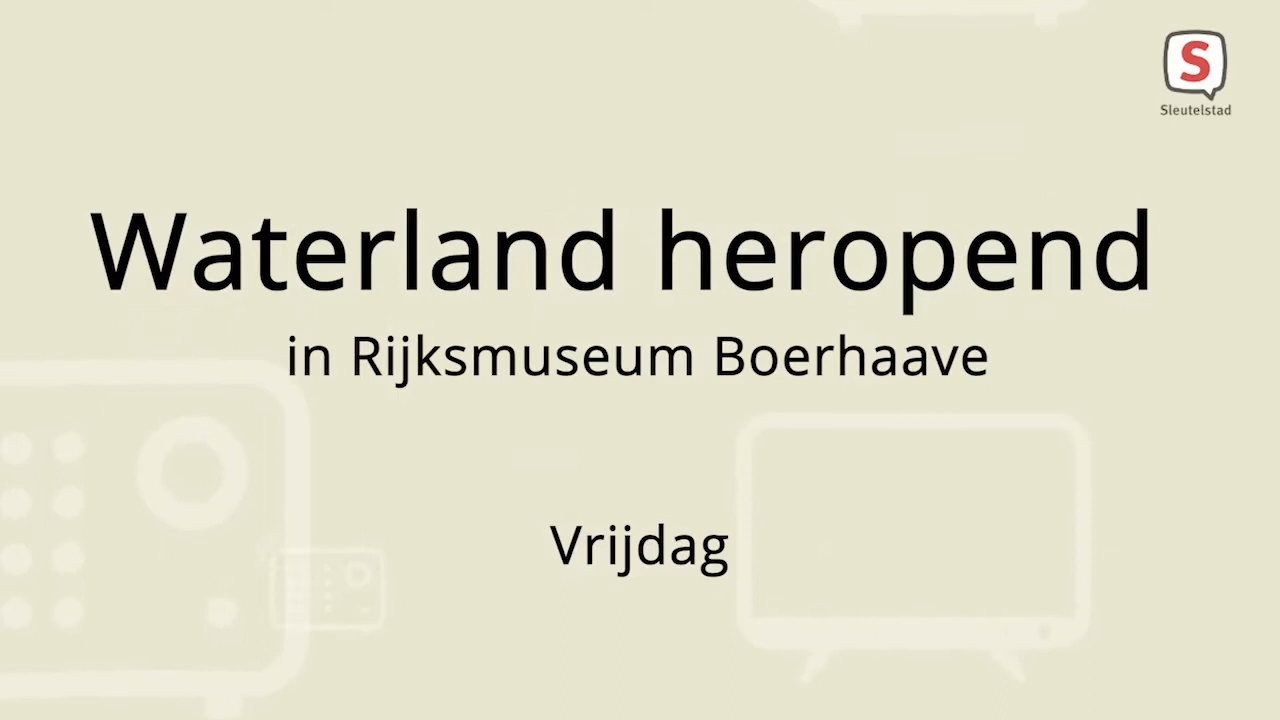 S
Sleutelstad
Waterland heropend
in Rijksmuseum Boerhaave
Vrijdag